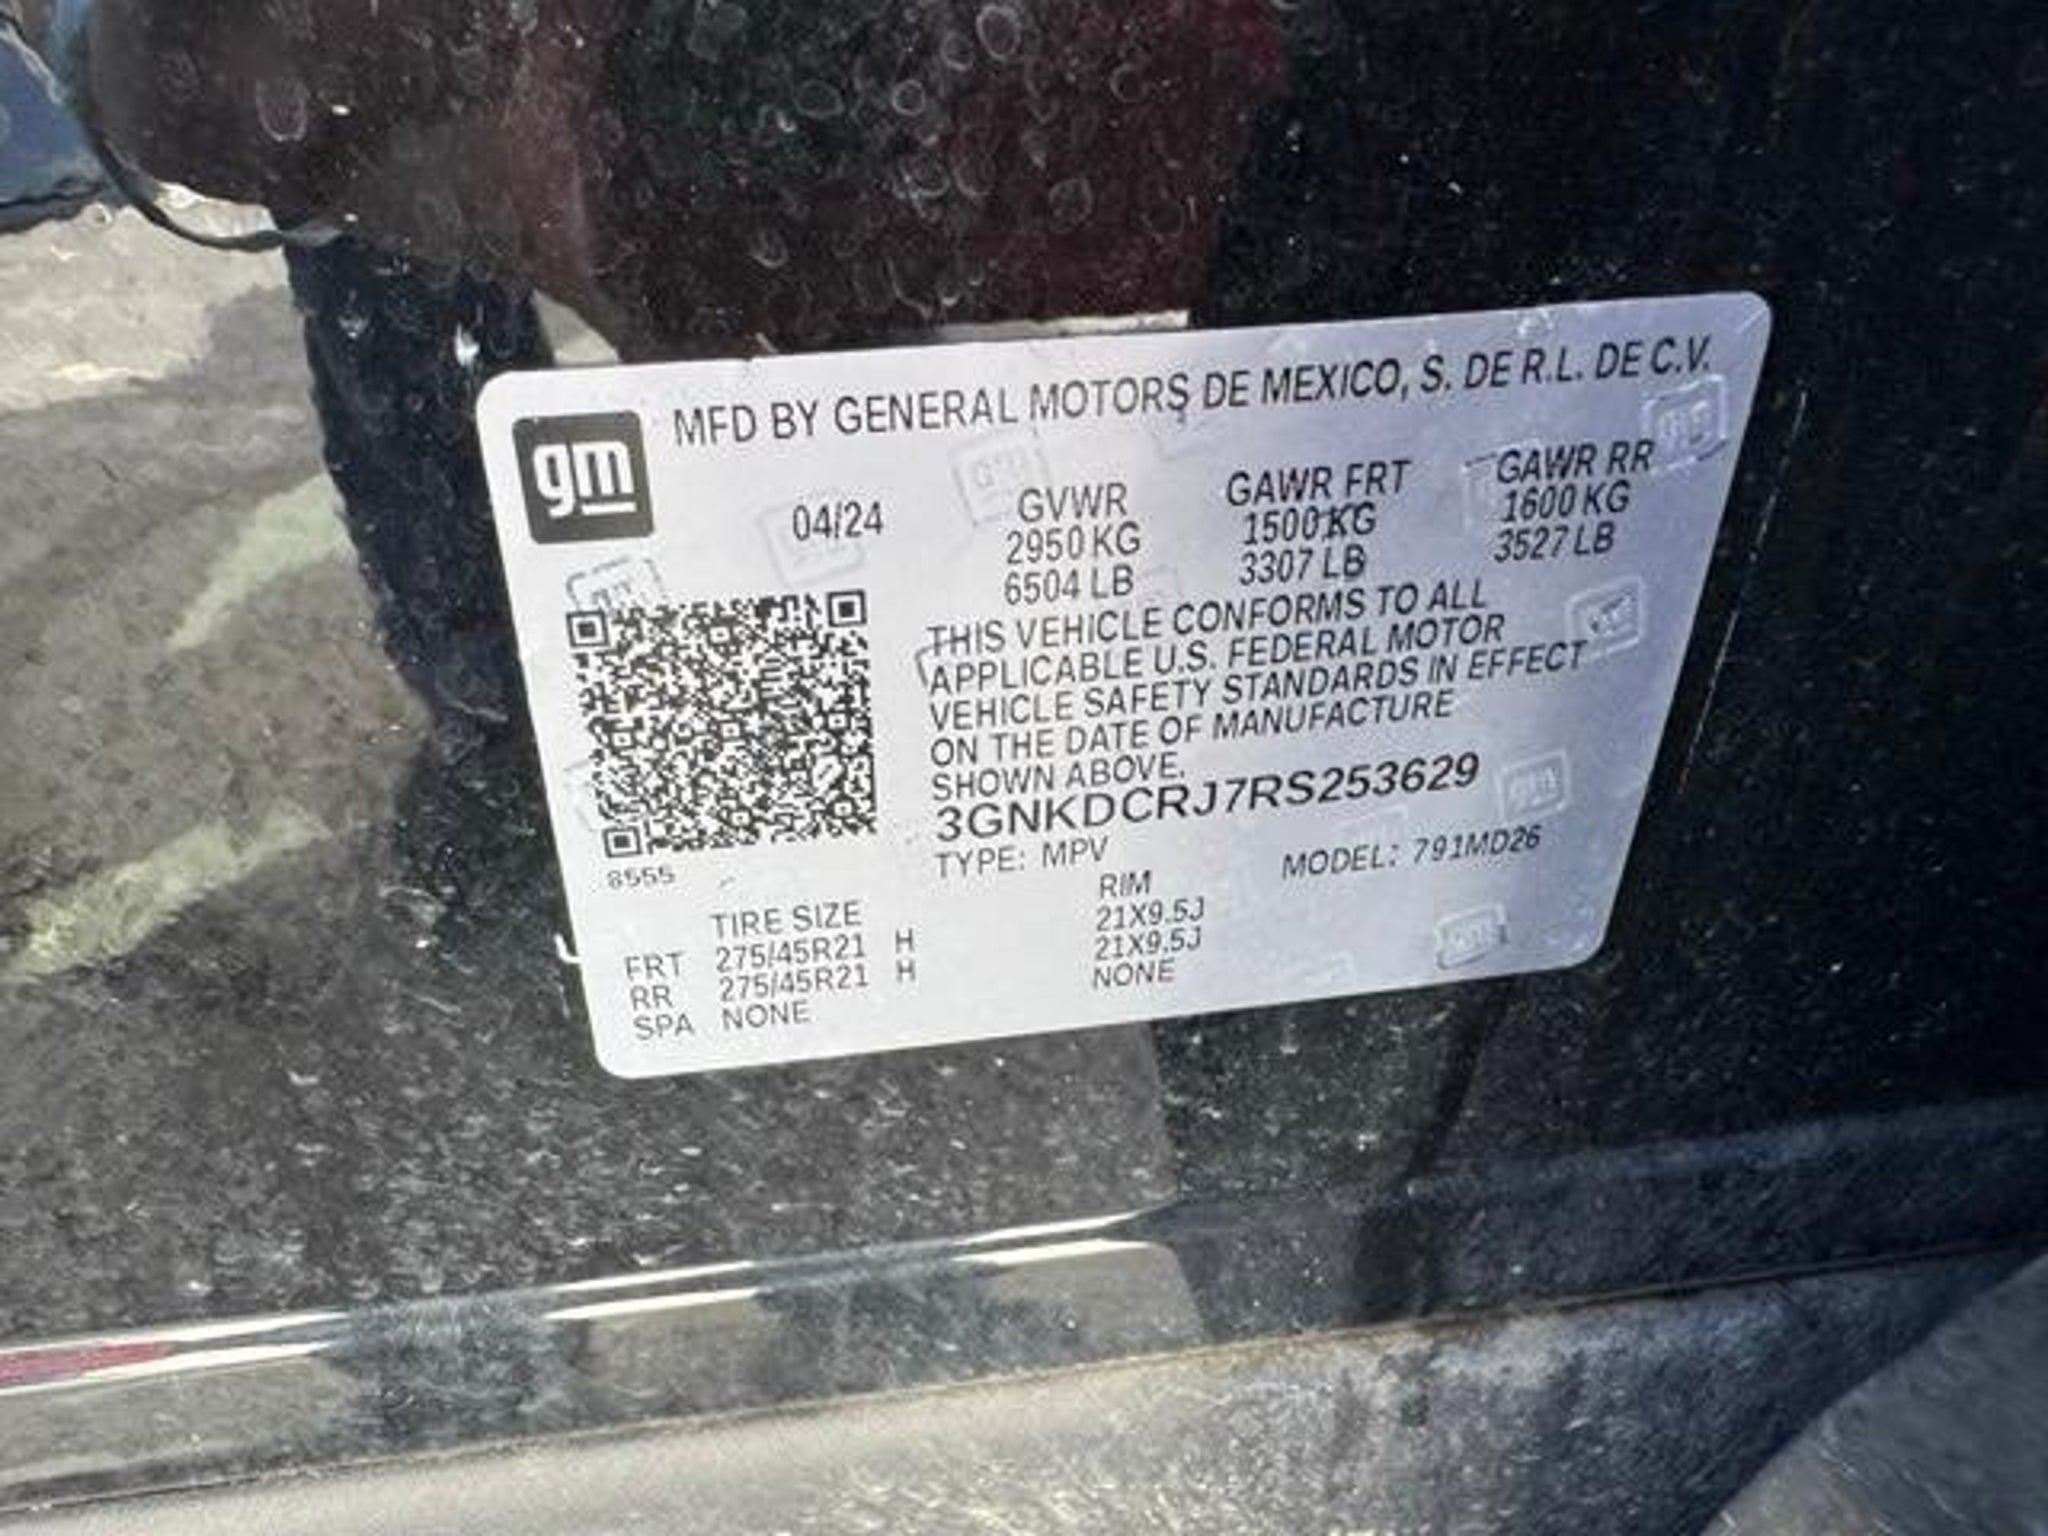 MFD BY GENERAL MOTORS DE MEXICO, S. DE R.L. DE C.V.
gm
04/24 GVWR GAWR FRT GAWR RR
2950 KG 1500 KG 1600 KG
6504 LB 3307 LB 3527 LB
THIS VEHICLE CONFORMS TO ALL
APPLICABLE U.S. FEDERAL MOTOR
VEHICLE SAFETY STANDARDS IN EFFECT
ON THE DATE OF MANUFACTURE
SHOWN ABOVE.
3GNKDCRJ7RS253629
TYPE: MPV MODEL: 791MD26
8555
TIRE SIZE RIM
FRT 275/45R21 H 21X9.5J
RR 275/45R21 H 21X9.5J
SPA NONE NONE